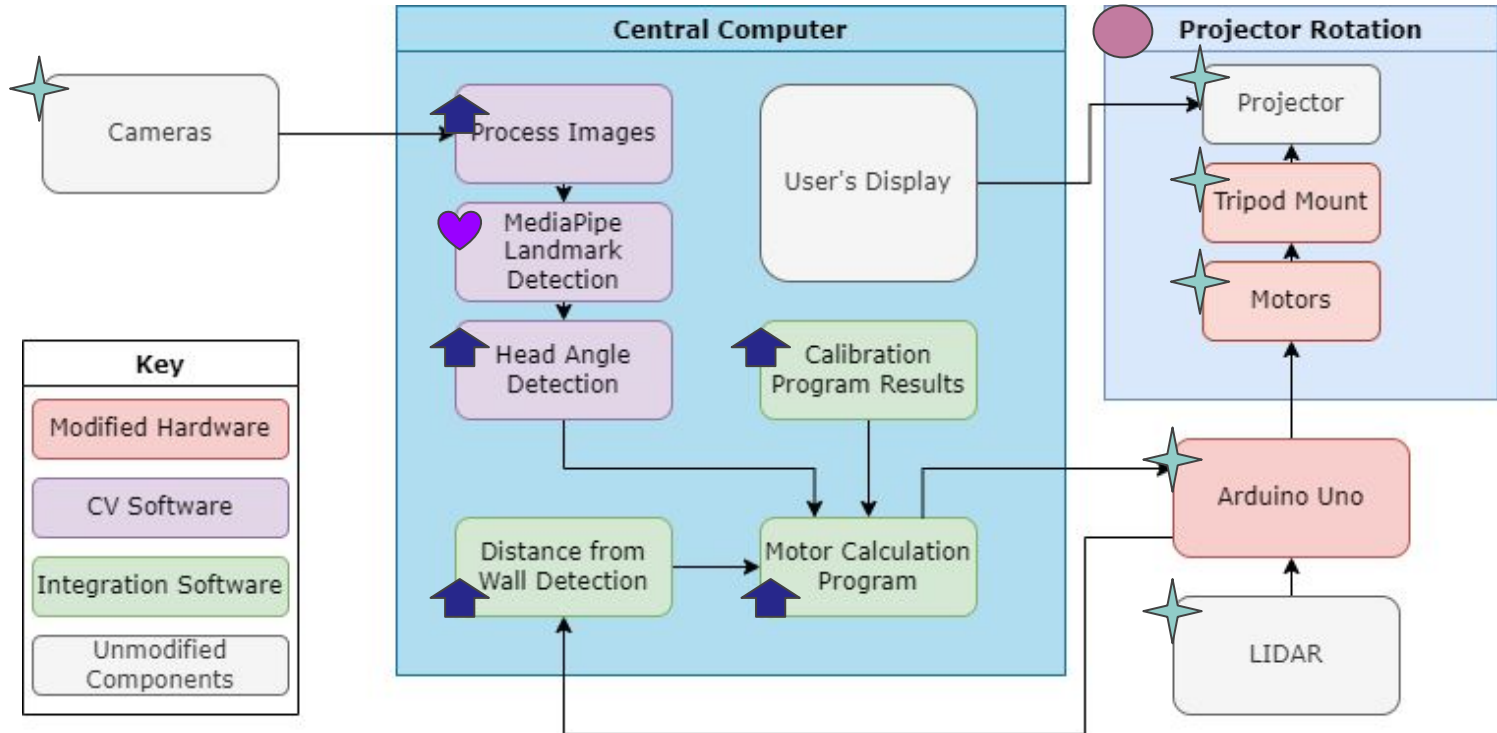 Central Computer
Projector Rotation
Cameras
Process Images
User's Display
Projector
MediaPipe
Landmark
Detection
Tripod Mount
Motors
Head Angle
Detection
Calibration
Program Results
Key
Modified Hardware
CV Software
Integration Software
Unmodified
Components
Distance from
Wall Detection
Motor Calculation
Program
Arduino Uno
LIDAR